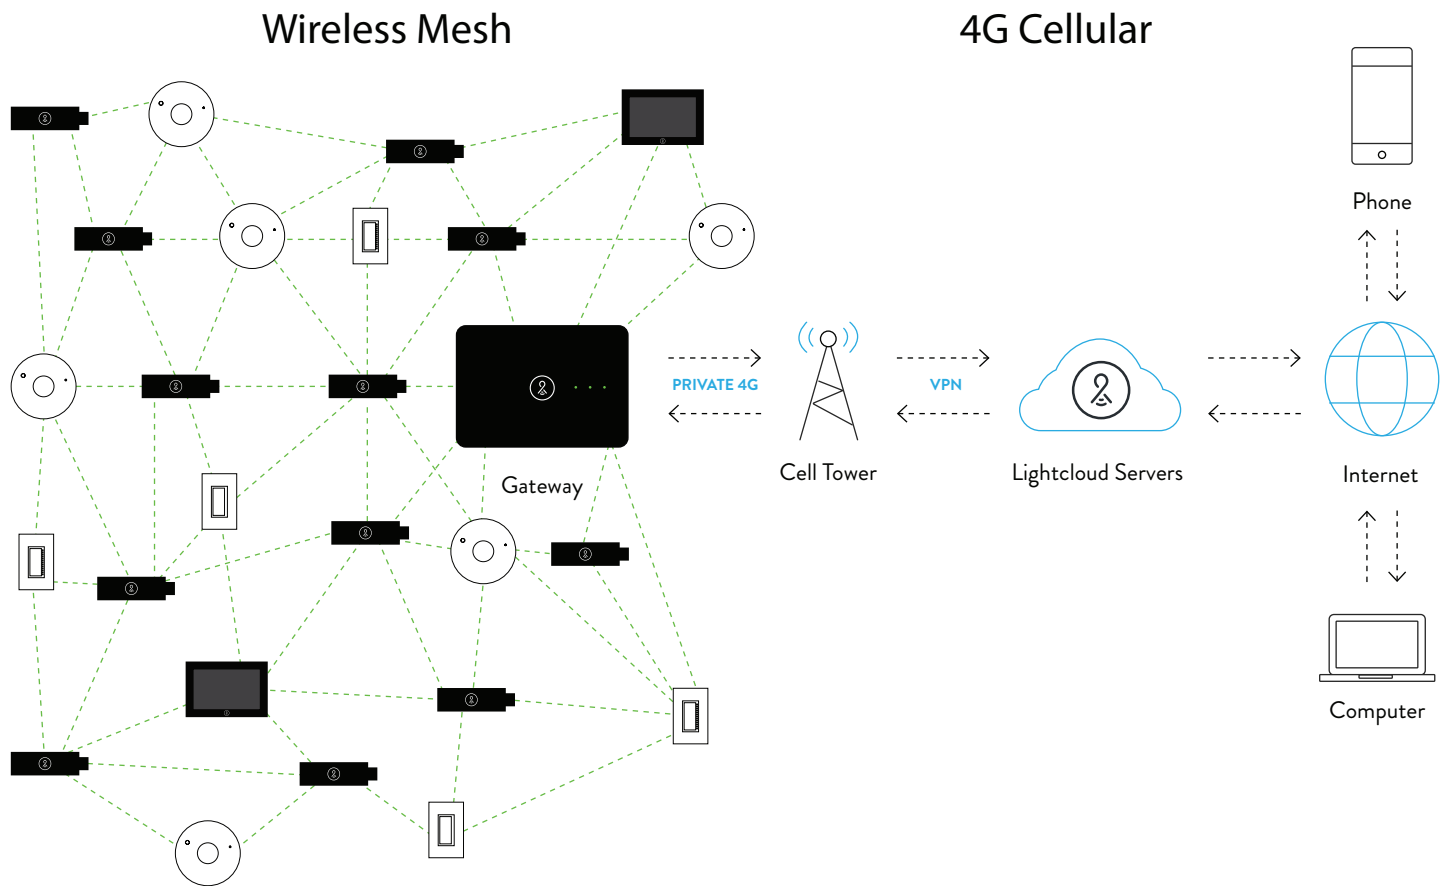 Wireless Mesh
4G Cellular
Phone
PRIVATE 4G
VPN
Gateway
Cell Tower
Lightcloud Servers
Internet
Computer